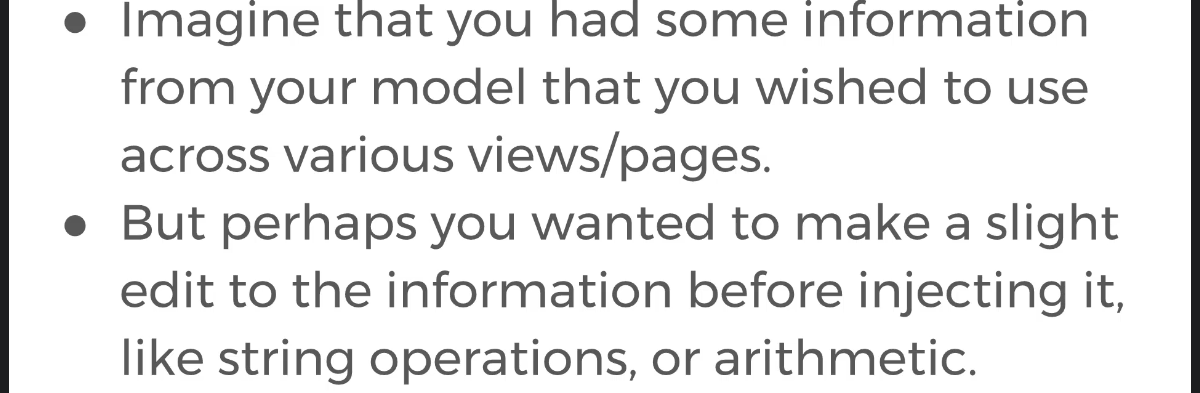 ● Imagine that you had some information
from your model that you wished to use
across various views/pages.
● But perhaps you wanted to make a slight
edit to the information before injecting it,
like string operations, or arithmetic.